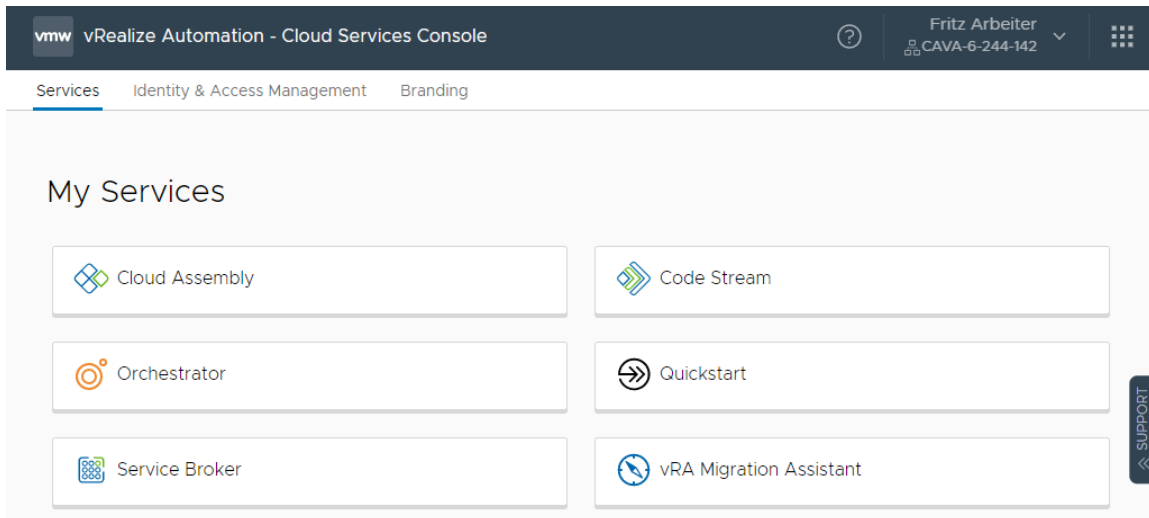 vmw vRealize Automation - Cloud Services Console
Fritz Arbeiter
CAVA-6-244-142
Services Identity & Access Management Branding
My Services
Cloud Assembly
Code Stream
Orchestrator
Quickstart
Service Broker
vRA Migration Assistant
SUPPORT